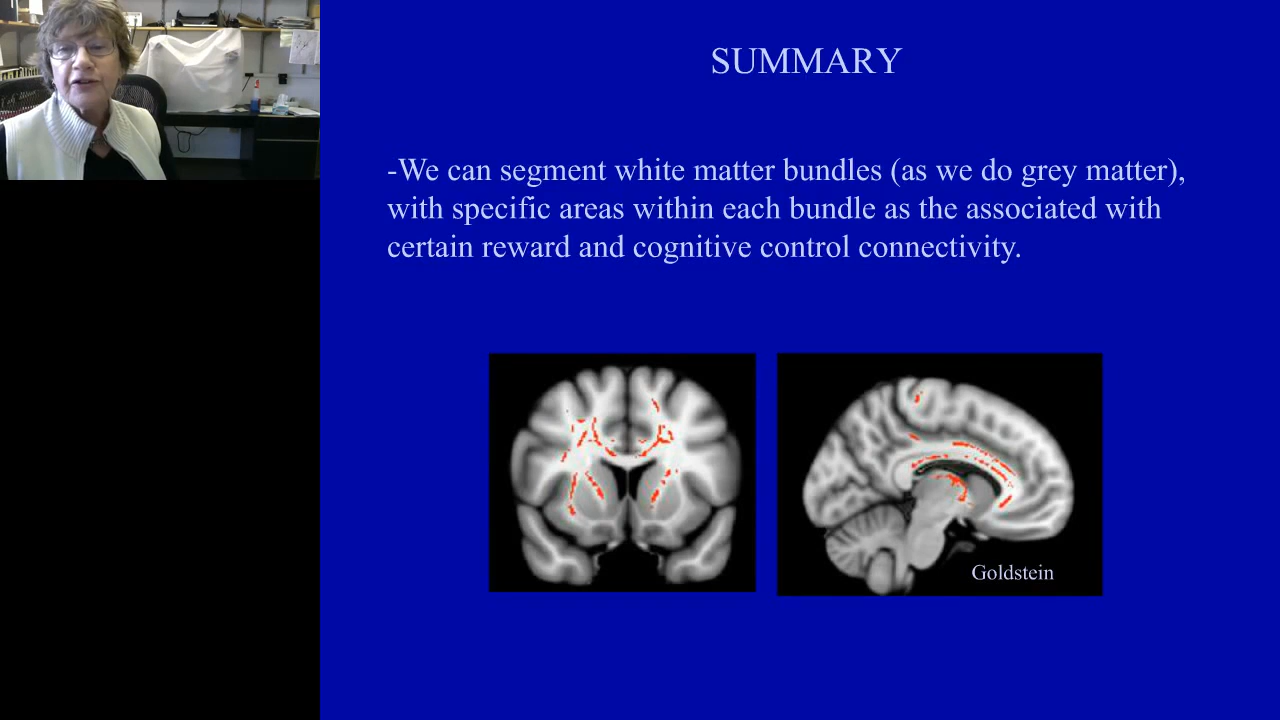 SUMMARY
-We can segment white matter bundles (as we do grey matter),
with specific areas within each bundle as the associated with
certain reward and cognitive control connectivity.
Goldstein